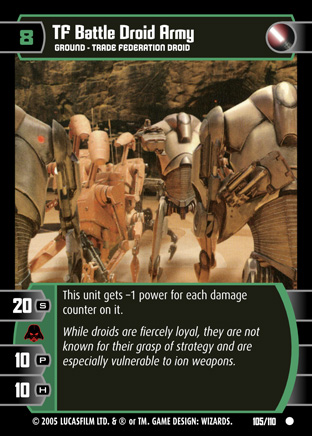 8 TF Battle Droid Army
GROUND - TRADE FEDERATION DROID
20 S
This unit gets –1 power for each damage
counter on it.
While droids are fiercely loyal, they are not
known for their grasp of strategy and are
especially vulnerable to ion weapons.
10 P
10 H
© 2005 LUCASFILM LTD. & ® or TM. GAME DESIGN: WIZARDS. 105/110